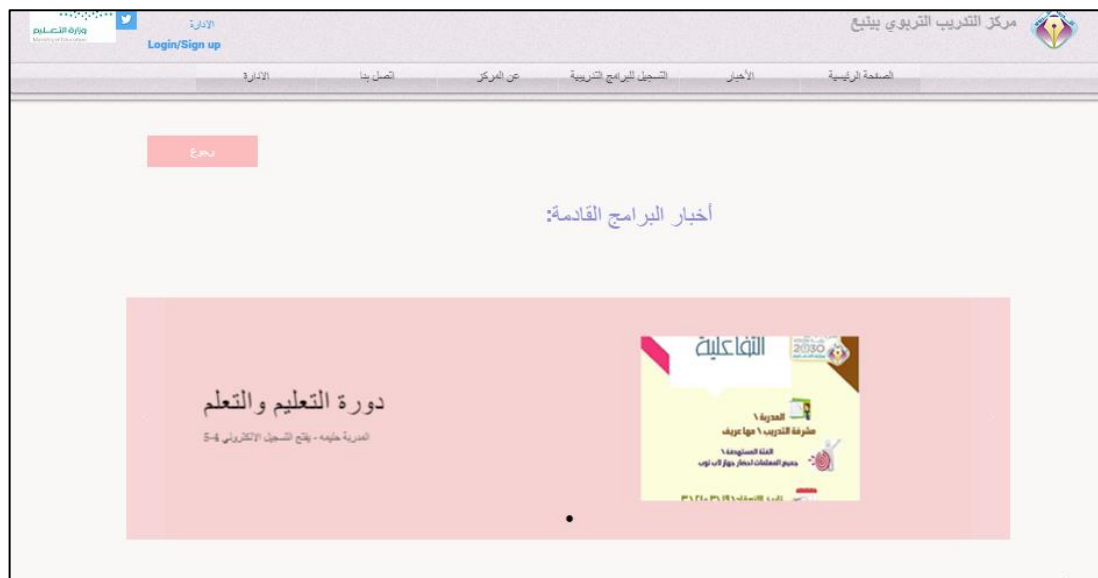 مركز التدريب التربوي بينبع
الادارة
Login/Sign up
وزارة التعليم
Ministry of Education
الصفحة الرئيسية
الأخبار
التسجيل للبرامج التدريبية
عن المركز
اتصل بنا
الادارة
رجوع
أخبار البرامج القادمة:
التفاعلية
2030
المدربة \
مشرفة التدريب \ مها عريف
الفئة المستهدفة \
جميع المعلمات احضار جهاز لاب توب
دورة التعليم والتعلم
المدربة حليمه - يفتح التسجيل الالكتروني 4-5